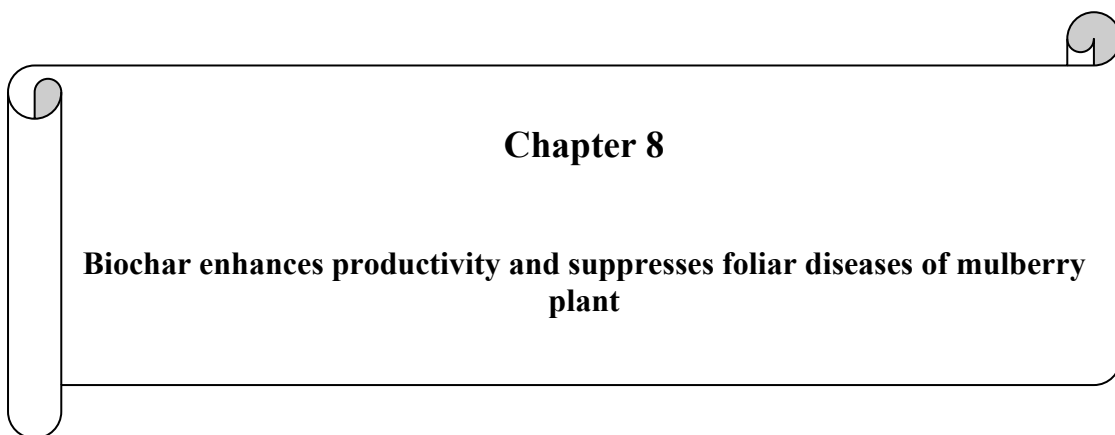 Chapter 8
Biochar enhances productivity and suppresses foliar diseases of mulberry
plant